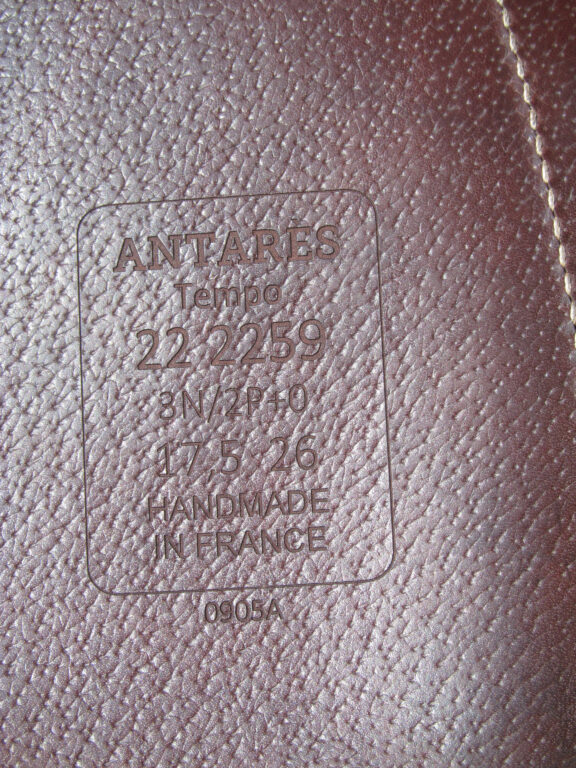 ANTARES
Tempo
22 2259
3N/2P+0
17,5 26
HANDMADE
IN FRANCE
0905A